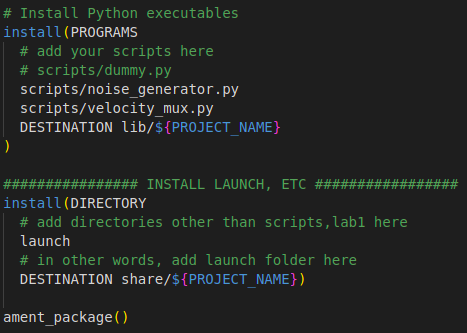 # Install Python executables
install(PROGRAMS
  # add your scripts here
  # scripts/dummy.py
  scripts/noise_generator.py
  scripts/velocity_mux.py
  DESTINATION lib/${PROJECT_NAME}
)
################ INSTALL LAUNCH, ETC #################
install(DIRECTORY
  # add directories other than scripts,lab1 here
  launch
  # in other words, add launch folder here
  DESTINATION share/${PROJECT_NAME})
ament_package()